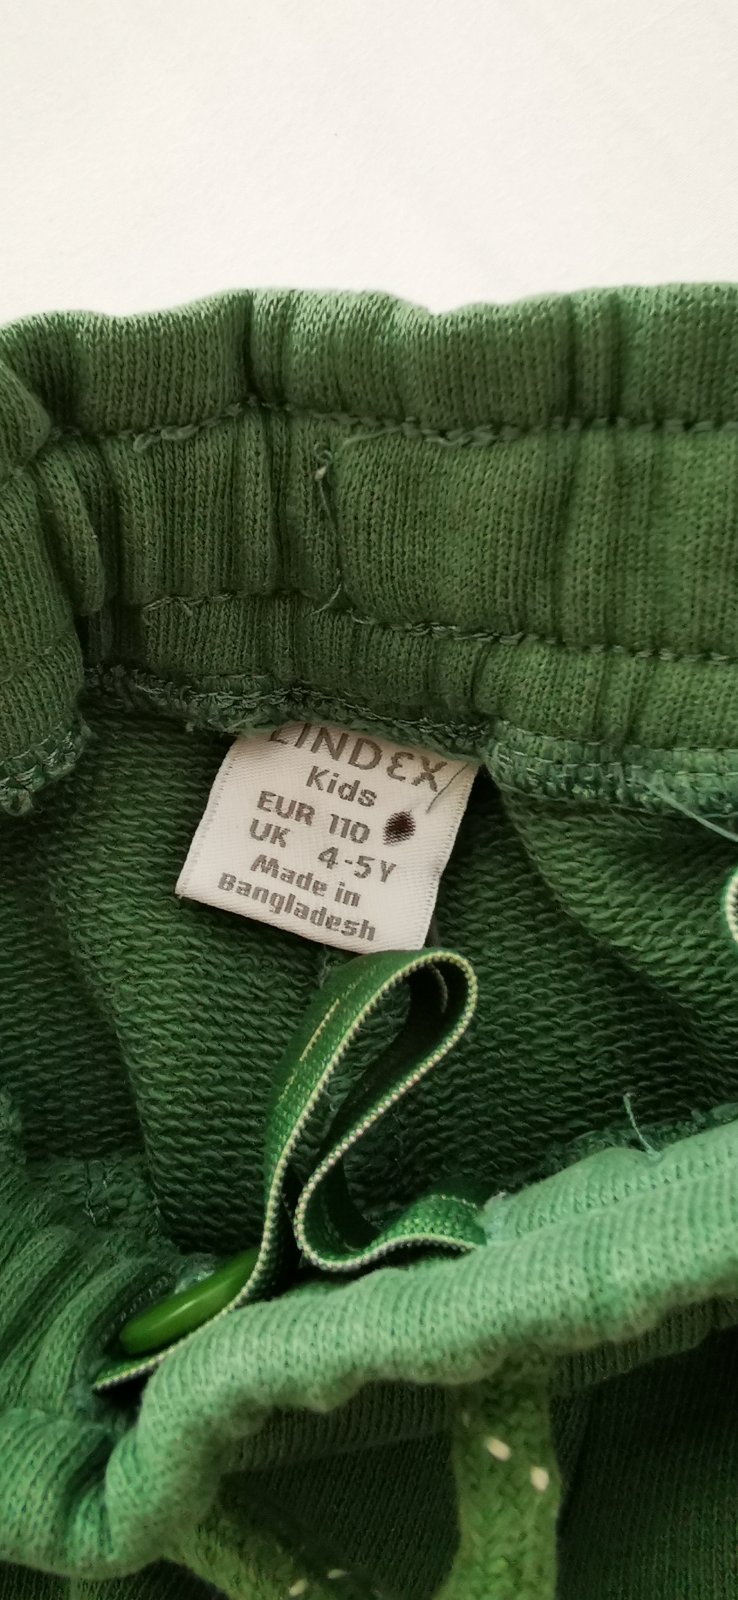 LINDEX
Kids
EUR 110
UK 4-5Y
Made in
Bangladesh